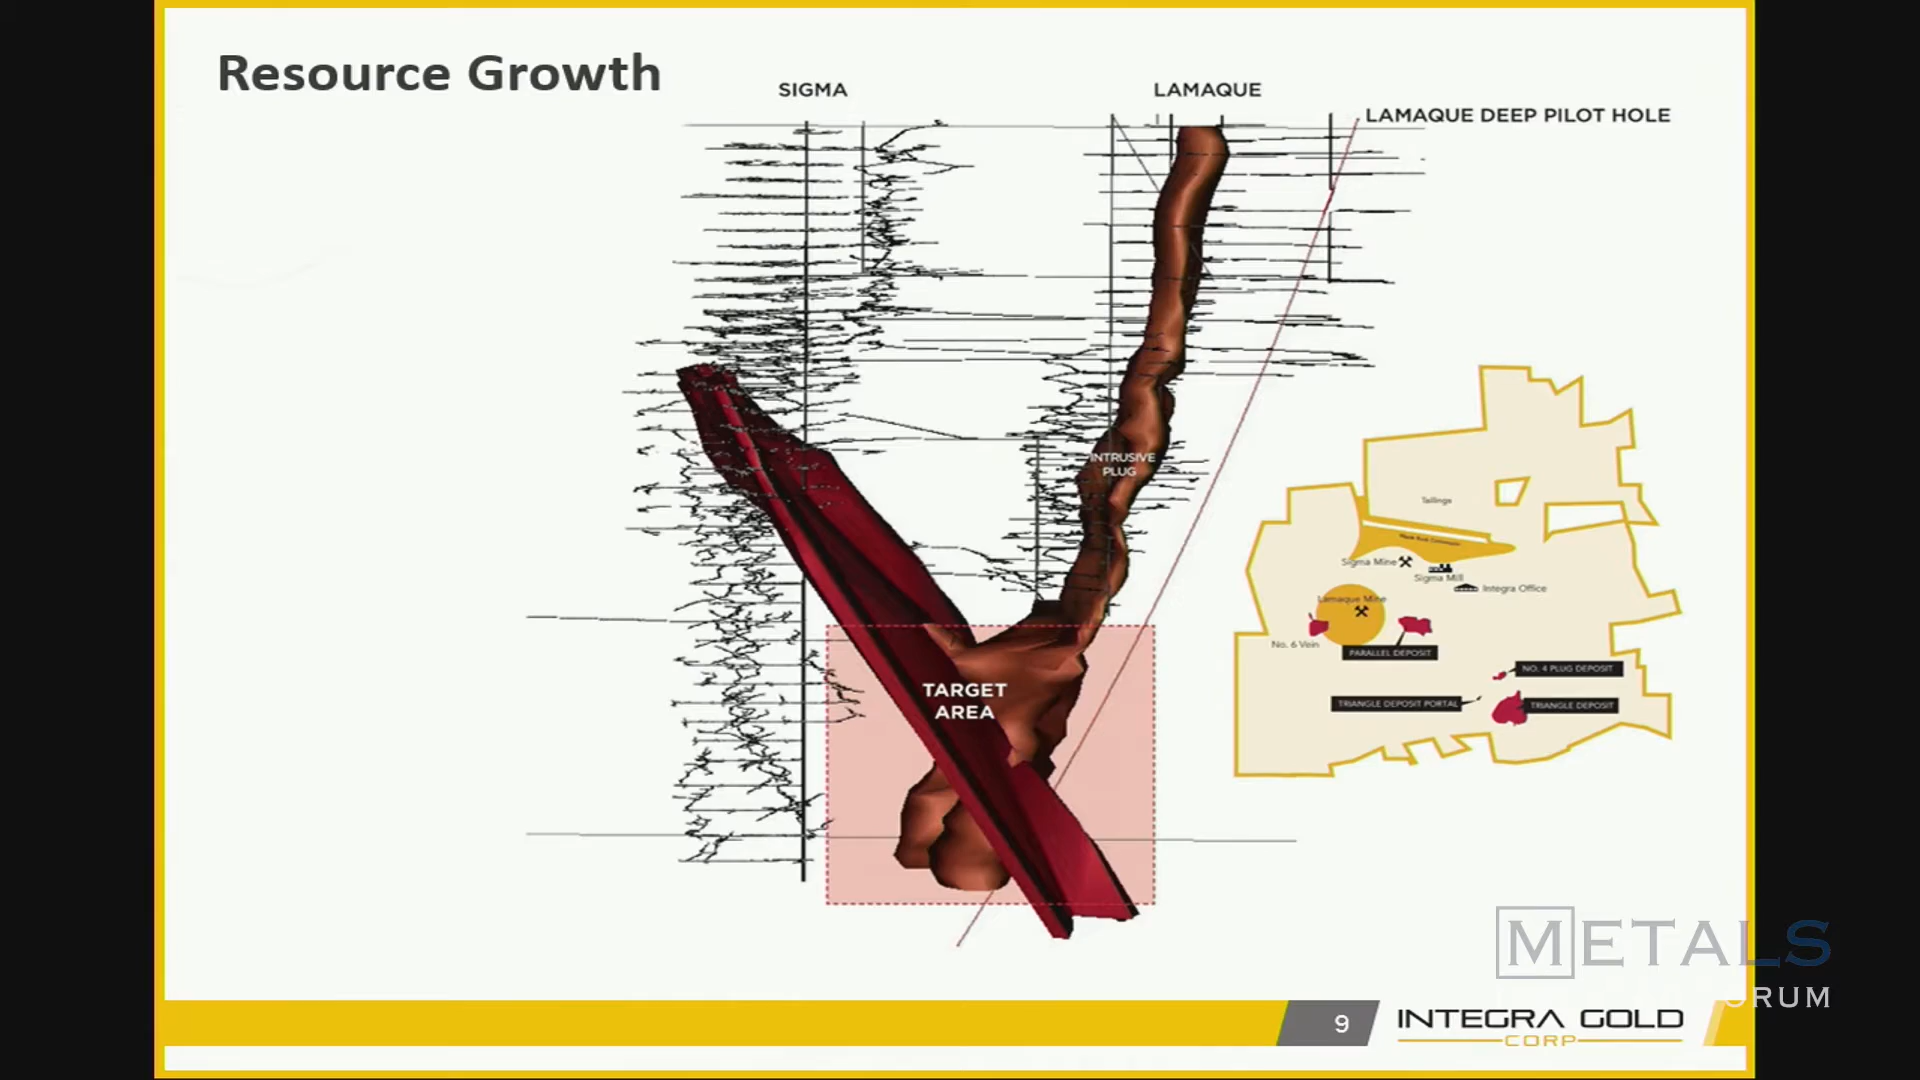 Resource Growth
SIGMA
LAMAQUE
LAMAQUE DEEP PILOT HOLE
INTRUSIVE
PLUG
TARGET
AREA
Tailings
Sigma Mine
Sigma Mill
Integra Office
Lamaque Mine
No. 6 Vein
PARALLEL DEPOSIT
NO. 4 PLUG DEPOSIT
TRIANGLE DEPOSIT PORTAL
TRIANGLE DEPOSIT
METALS
ORUM
9
INTEGRA GOLD
CORP